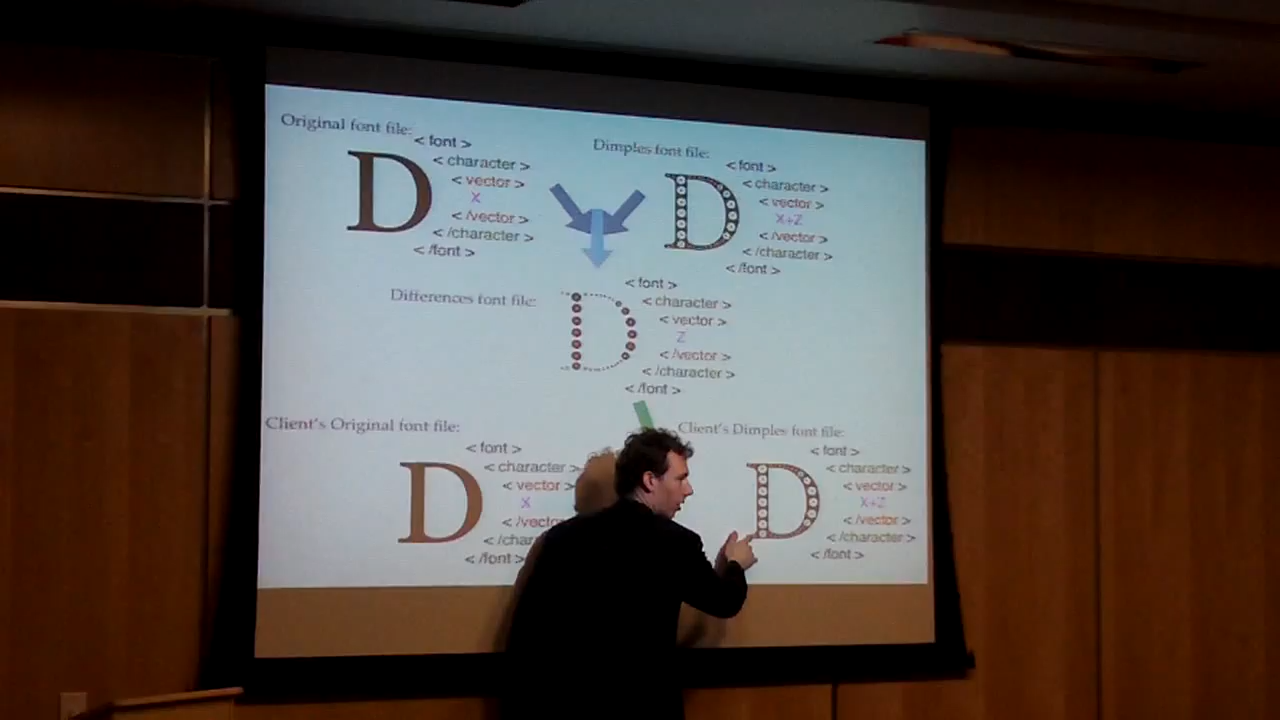 Original font file:
D
< font >
< character >
< vector >
X
< /vector >
< /character >
< /font >
Dimples font file:
D
< font >
< character >
< vector >
X+Z
< /vector >
< /character >
< /font >
Differences font file:
D
< font >
< character >
< vector >
Z
< /vector >
< /character >
< /font >
Client's Original font file:
D
< font >
< character >
< vector >
X
< /vecto
< /char
< /font >
Client's Dimples font file:
D
< font >
< character >
< vector >
X+Z
< /vector >
< /character >
< /font >